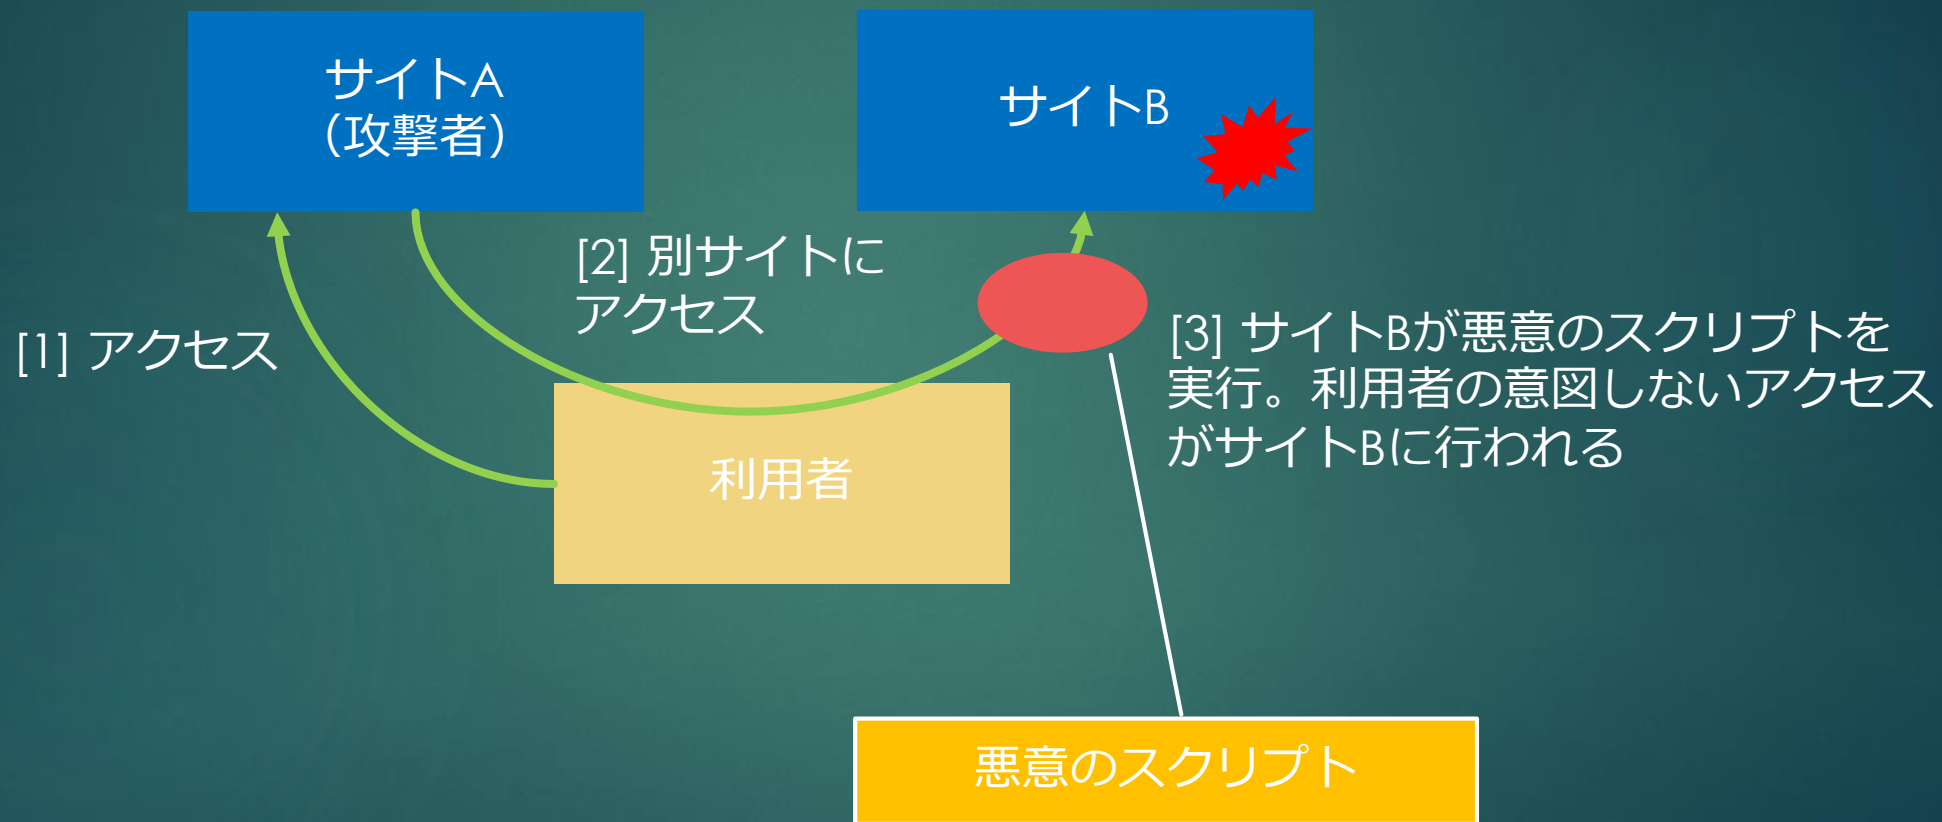 サイトA
（攻撃者）
サイトB
[1] アクセス
[2] 別サイトに
アクセス
[3] サイトBが悪意のスクリプトを
実行。利用者の意図しないアクセス
がサイトBに行われる
利用者
悪意のスクリプト